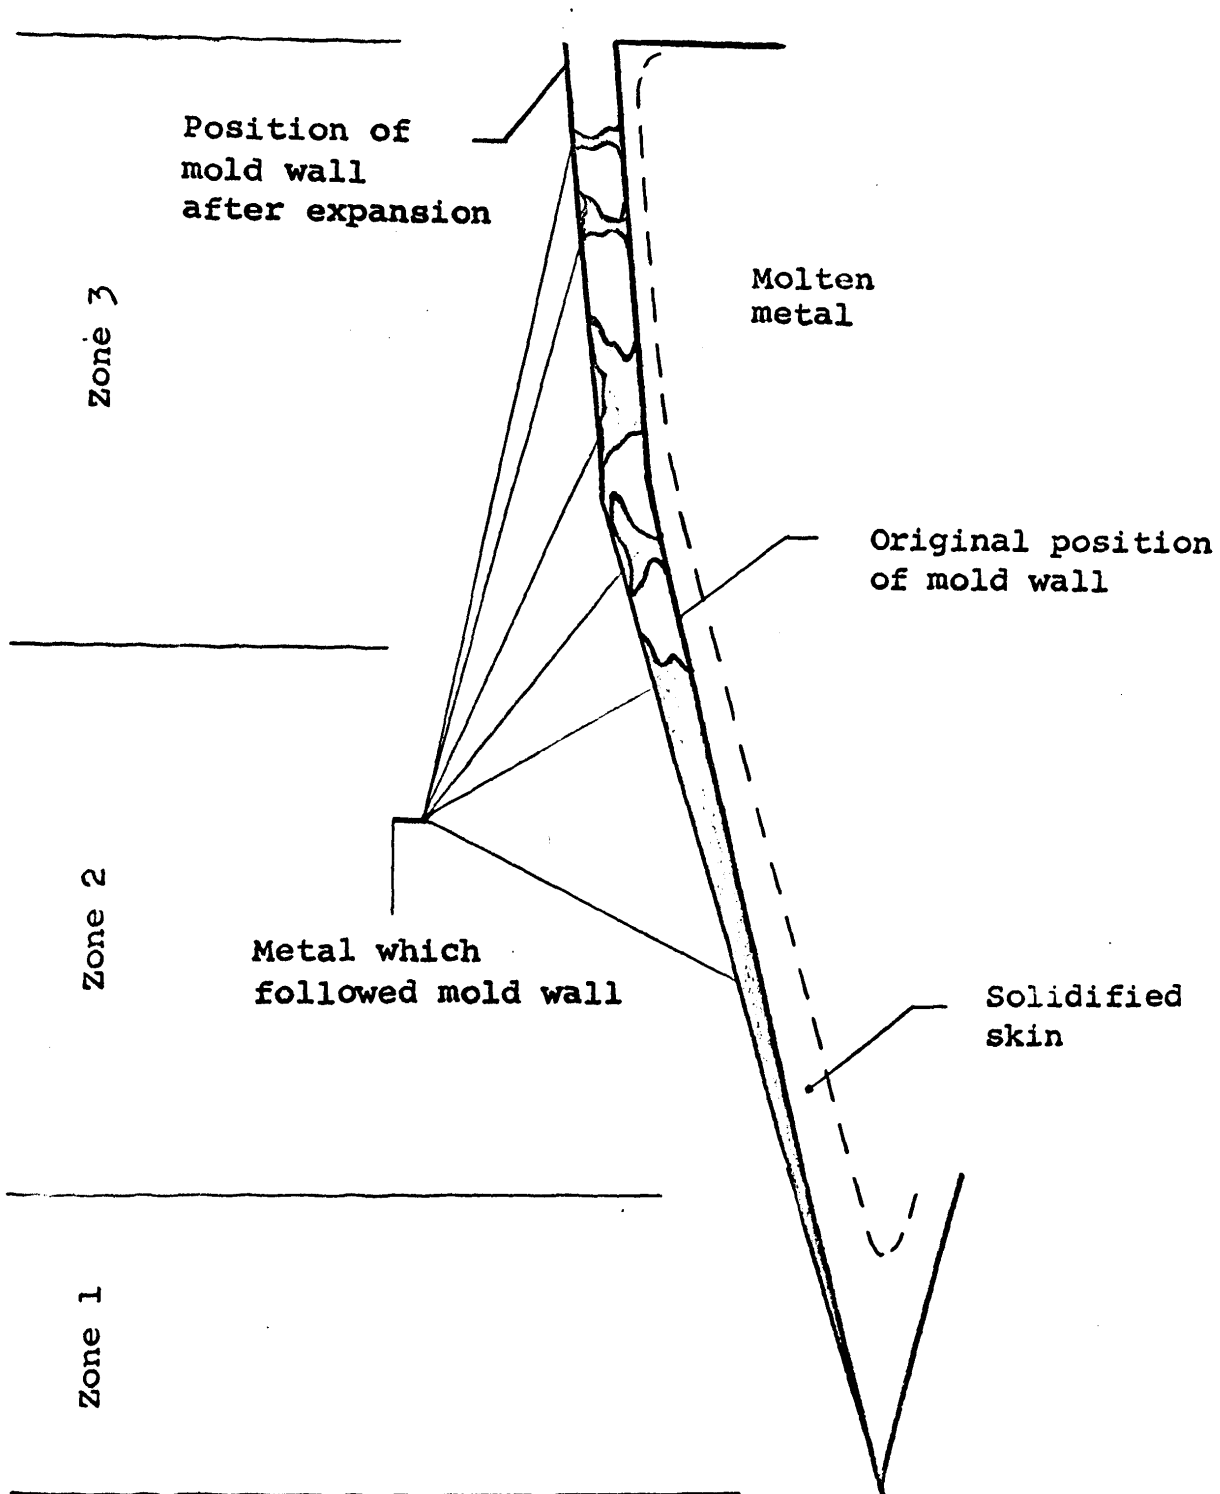 Position of
mold wall
after expansion
Zone 3
Molten
metal
Original position
of mold wall
Zone 2
Metal which
followed mold wall
Solidified
skin
Zone 1